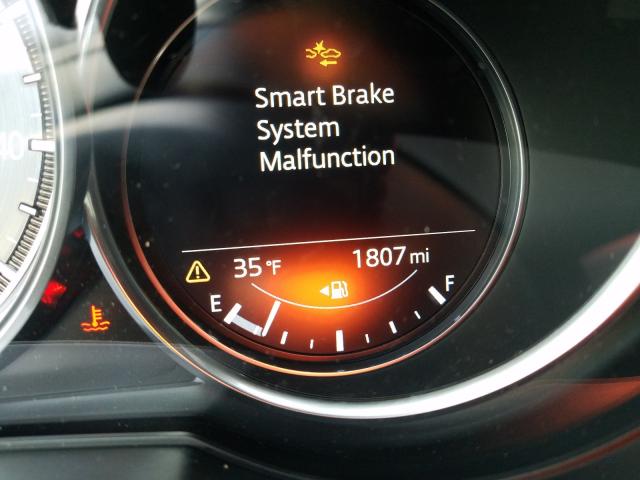 Smart Brake
System
Malfunction
35°F 1807 mi
E F